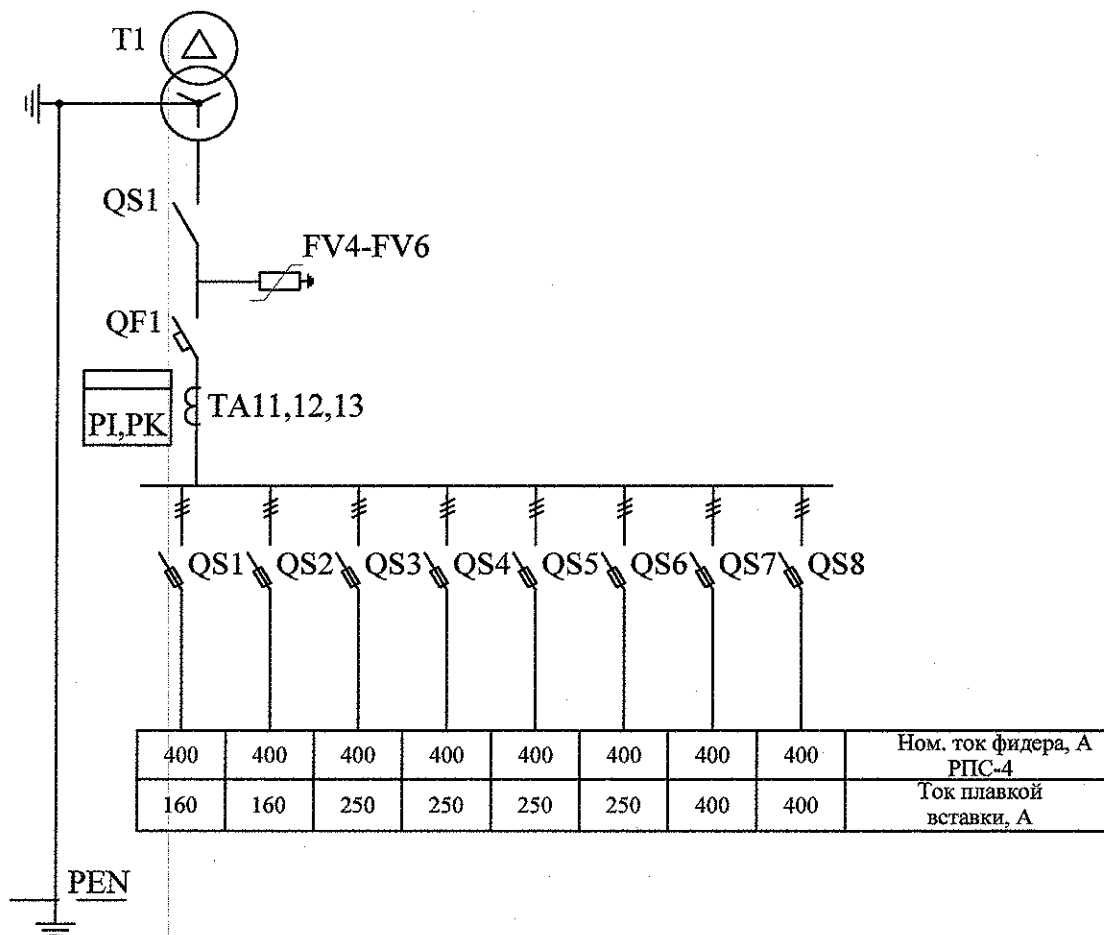 T1
QS1
FV4-FV6
QF1
PI,PK
TA11,12,13
QS1 QS2 QS3 QS4 QS5 QS6 QS7 QS8
400 400 400 400 400 400 400 400 Ном. ток фидера, А
РПС-4
160 160 250 250 250 250 400 400 Ток плавкой
вставки, А
PEN